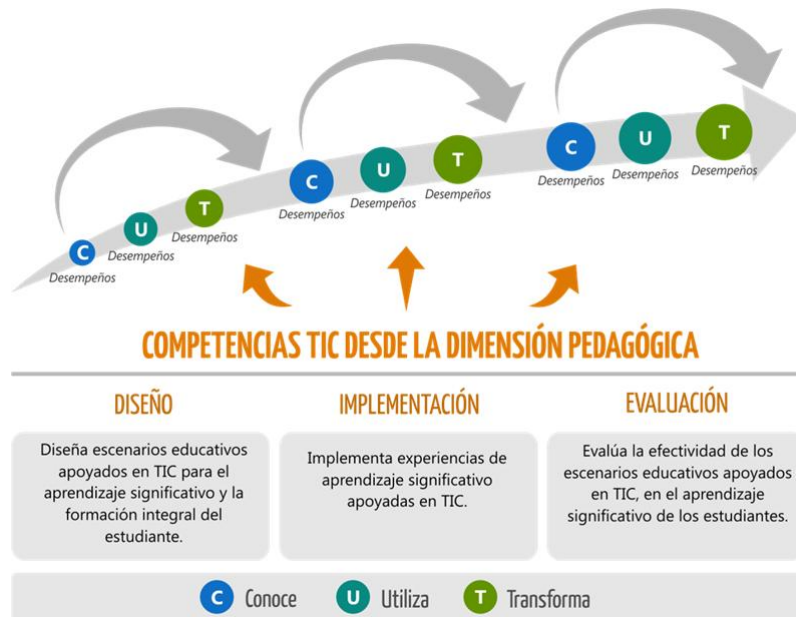 C
Desempeños
U
Desempeños
T
Desempeños
C
Desempeños
U
Desempeños
T
Desempeños
C
Desempeños
U
Desempeños
T
Desempeños
COMPETENCIAS TIC DESDE LA DIMENSIÓN PEDAGÓGICA
DISEÑO
Diseña escenarios educativos
apoyados en TIC para el
aprendizaje significativo y la
formación integral del
estudiante.
IMPLEMENTACIÓN
Implementa experiencias de
aprendizaje significativo
apoyadas en TIC.
EVALUACIÓN
Evalúa la efectividad de los
escenarios educativos apoyados
en TIC, en el aprendizaje
significativo de los estudiantes.
C Conoce
U Utiliza
T Transforma